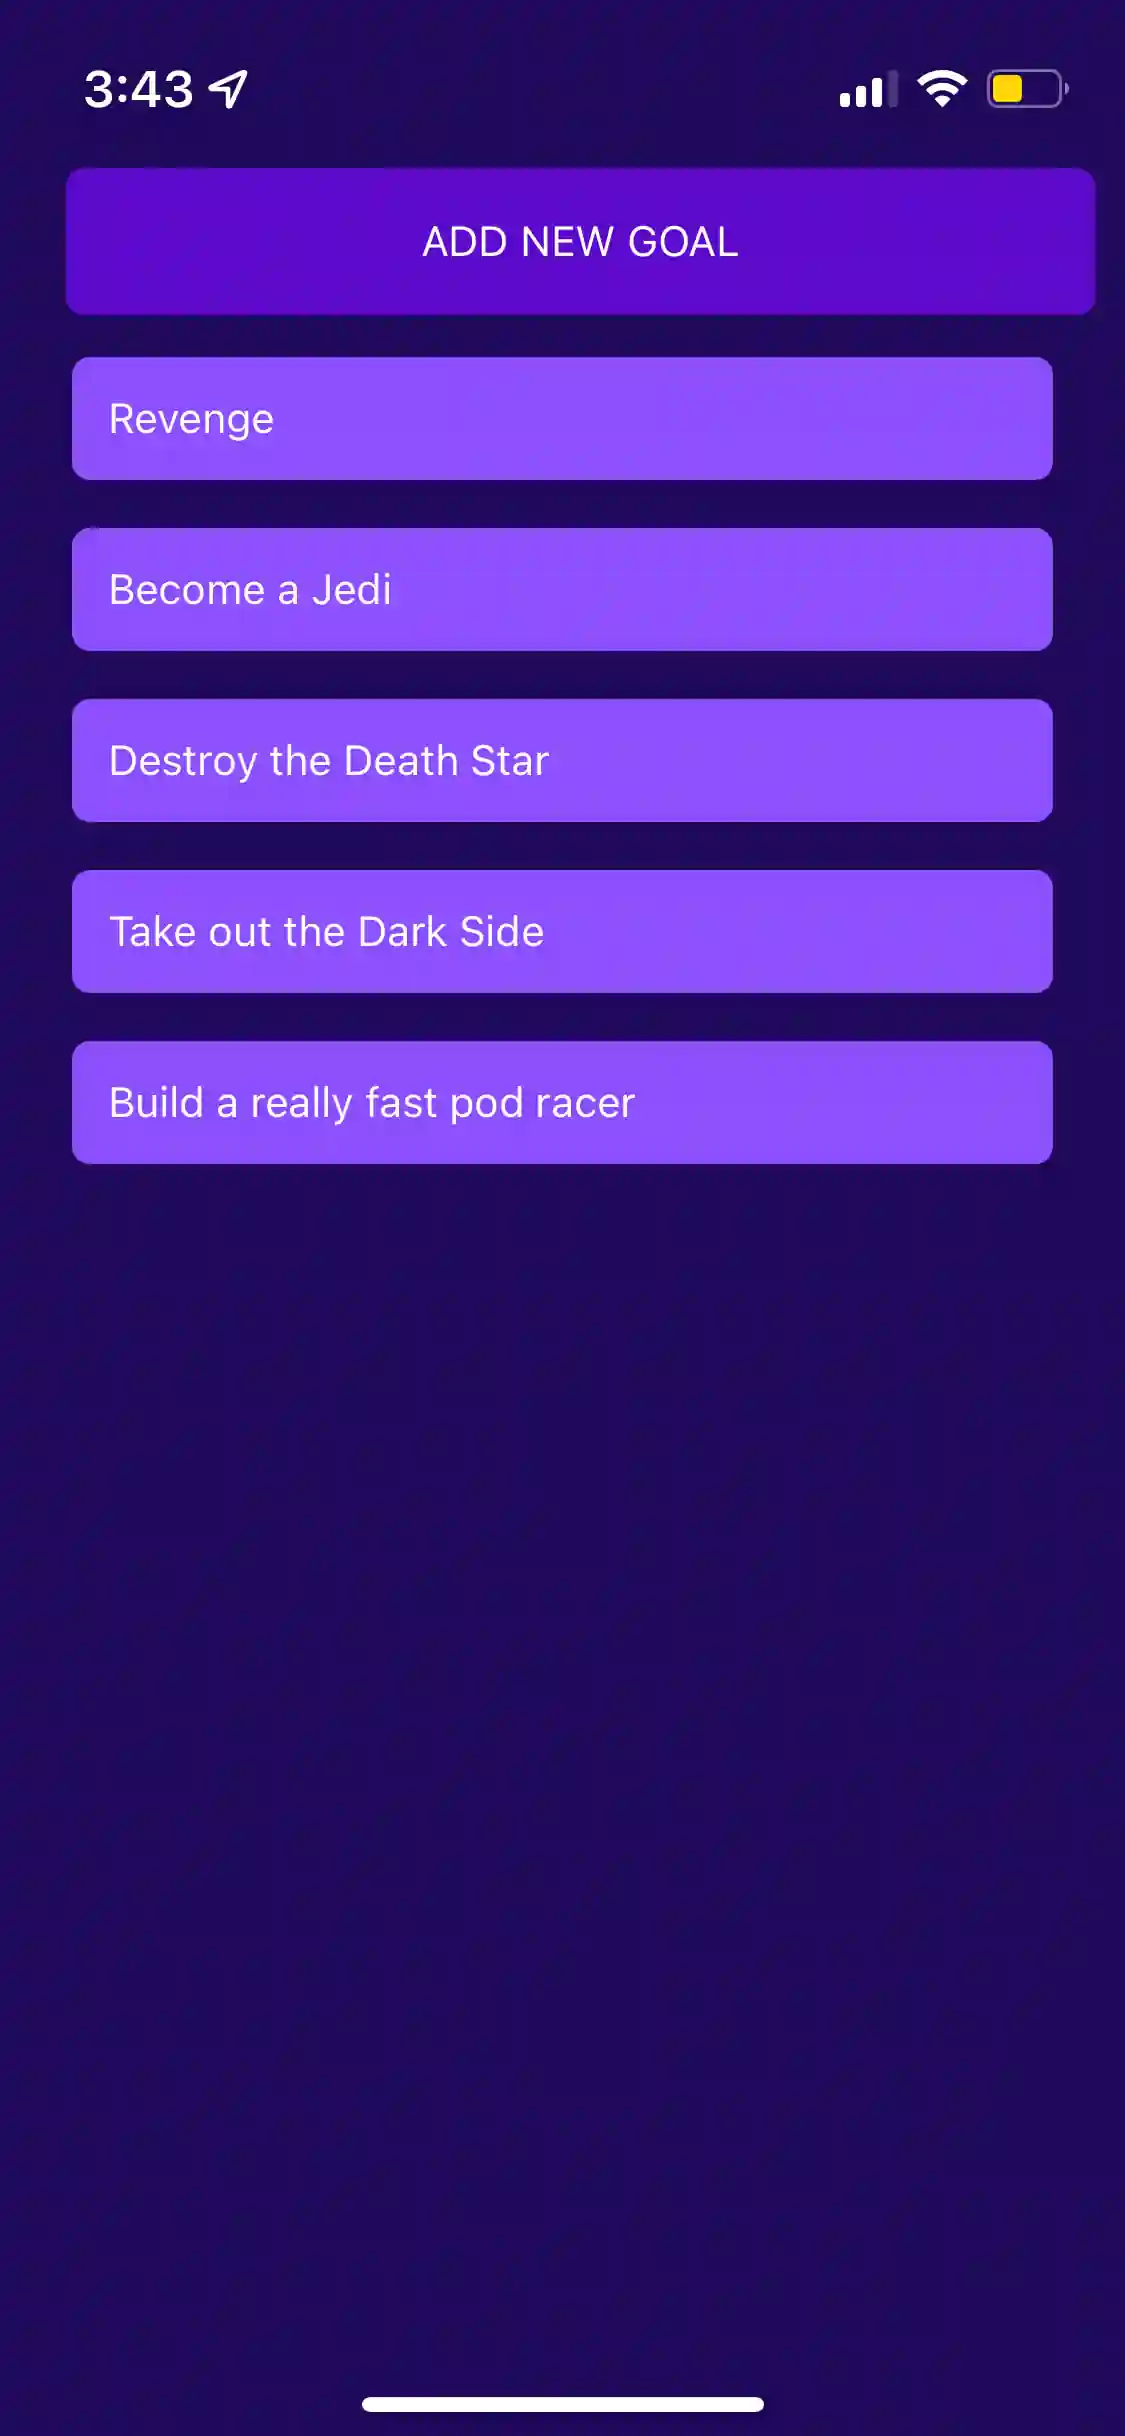 3:43
ADD NEW GOAL
Revenge
Become a Jedi
Destroy the Death Star
Take out the Dark Side
Build a really fast pod racer